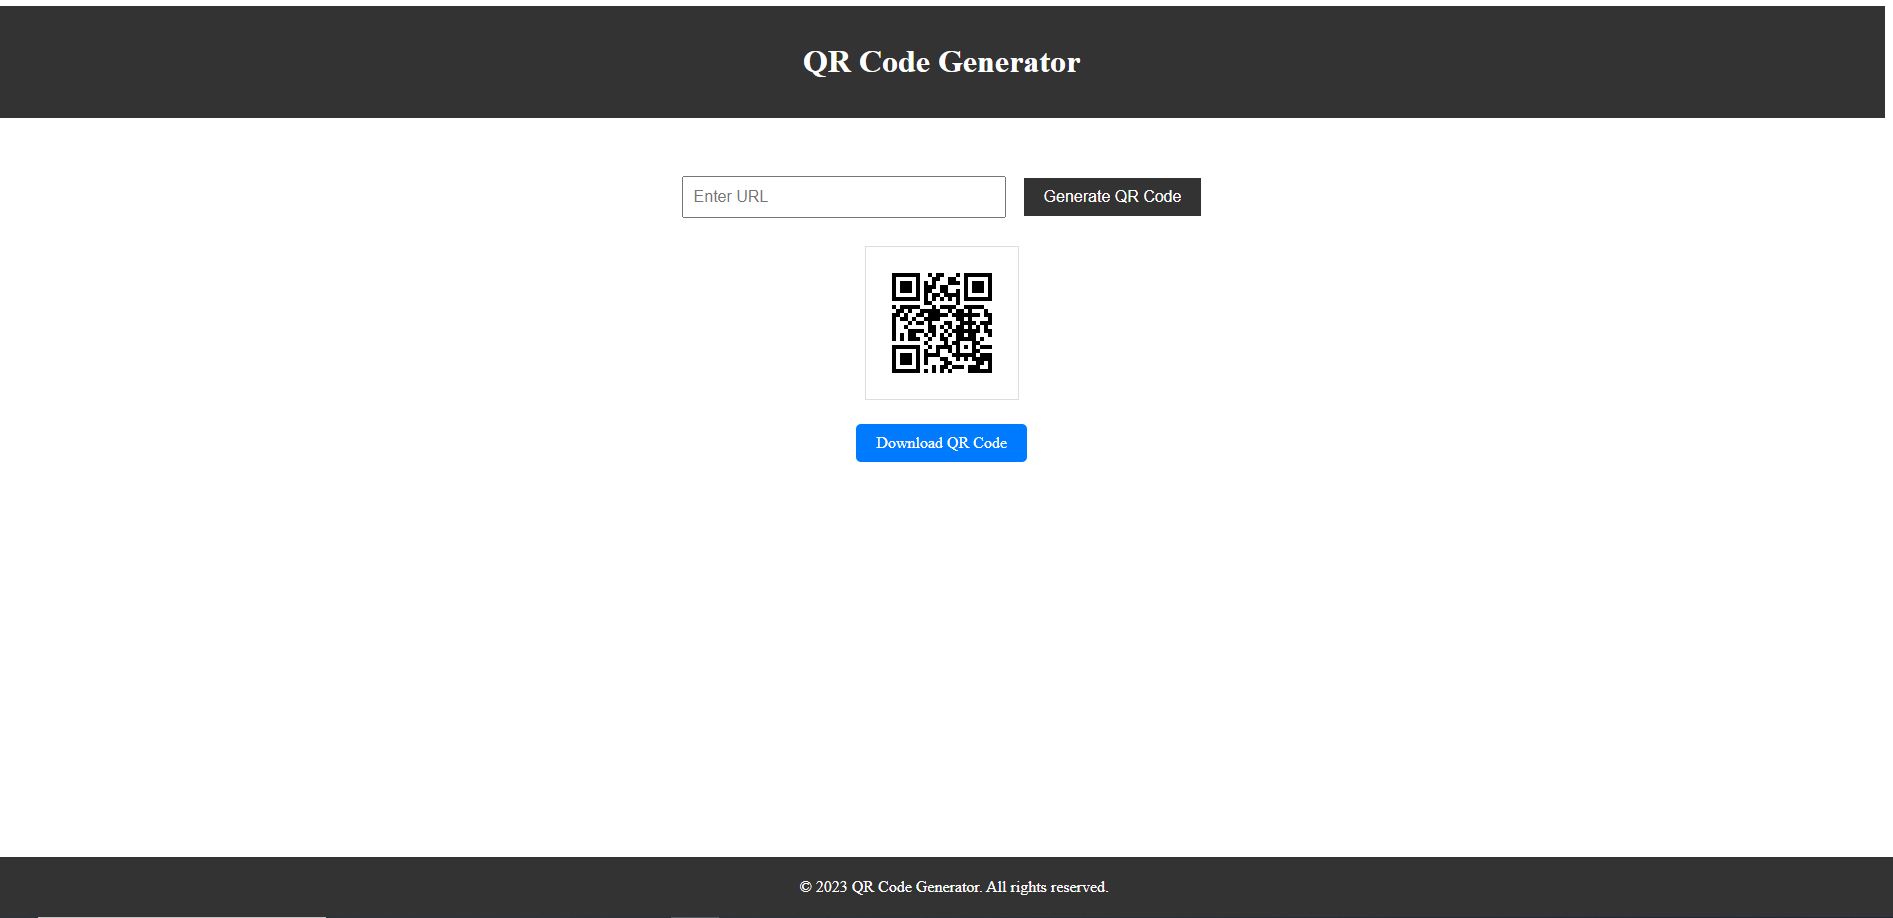 QR Code Generator
Enter URL
Generate QR Code
Download QR Code
© 2023 QR Code Generator. All rights reserved.